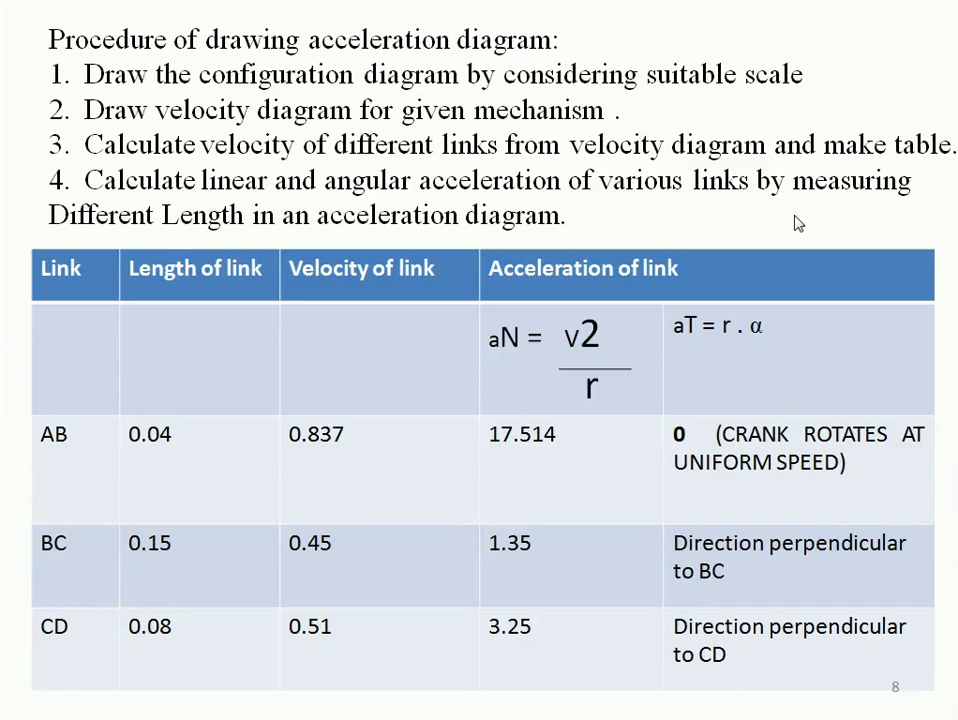 Procedure of drawing acceleration diagram:
1. Draw the configuration diagram by considering suitable scale
2. Draw velocity diagram for given mechanism .
3. Calculate velocity of different links from velocity diagram and make table.
4. Calculate linear and angular acceleration of various links by measuring
Different Length in an acceleration diagram.
Link Length of link Velocity of link Acceleration of link
aN = v2
r
aT = r . α
AB 0.04 0.837 17.514 0 (CRANK ROTATES AT
UNIFORM SPEED)
BC 0.15 0.45 1.35 Direction perpendicular
to BC
CD 0.08 0.51 3.25 Direction perpendicular
to CD
8